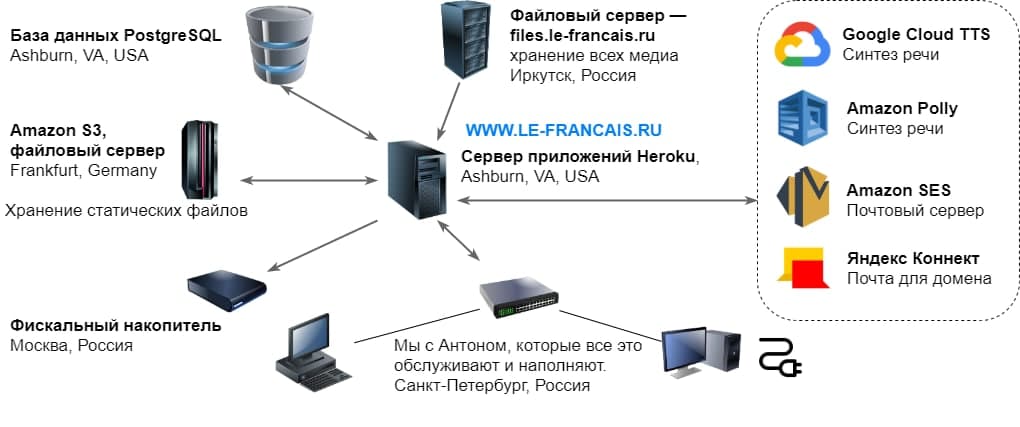 База данных PostgreSQL
Ashburn, VA, USA
Файловый сервер —
files.le-francais.ru
хранение всех медиа
Иркутск, Россия
Google Cloud TTS
Синтез речи
Amazon Polly
Синтез речи
Amazon S3,
файловый сервер
Frankfurt, Germany
Хранение статических файлов
WWW.LE-FRANCAIS.RU
Сервер приложений Heroku,
Ashburn, VA, USA
Amazon SES
Почтовый сервер
Яндекс Коннект
Почта для домена
Фискальный накопитель
Москва, Россия
Мы с Антоном, которые все это
обслуживают и наполняют.
Санкт-Петербург, Россия